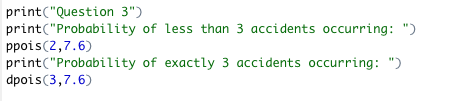 print("Question 3")
print("Probability of less than 3 accidents occurring: ")
ppois(2,7.6)
print("Probability of exactly 3 accidents occurring: ")
dpois(3,7.6)